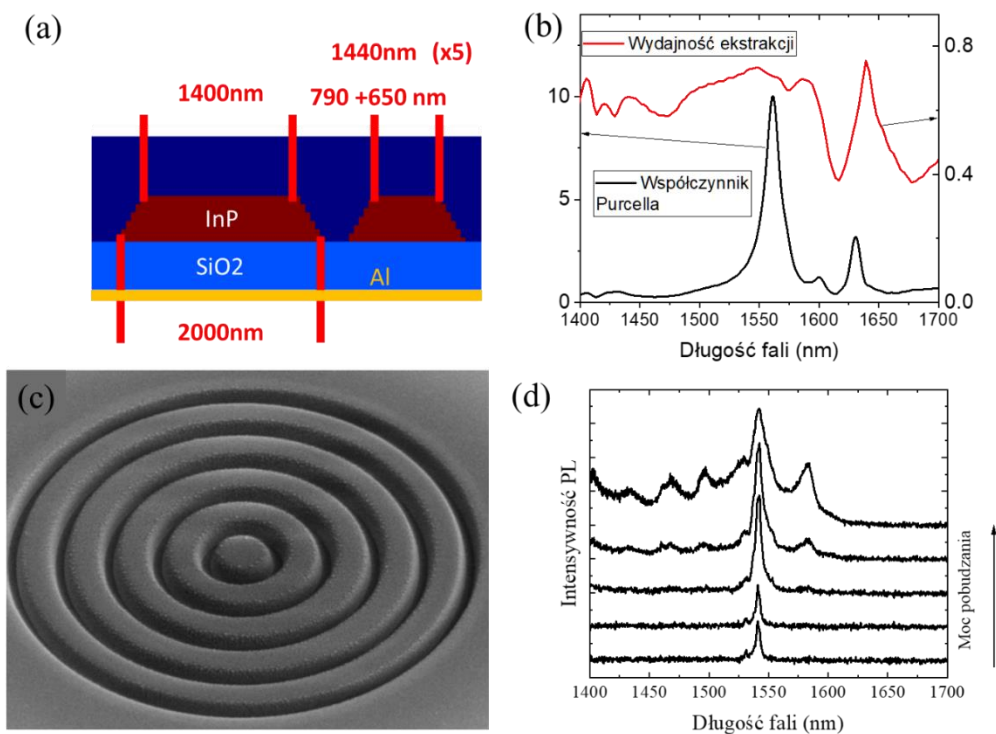 (a)
1440nm (x5)
1400nm
790 +650 nm
InP
SiO2
Al
2000nm
(b)
Wydajność ekstrakcji
Współczynnik
Purcella
10
5
0
0.8
0.4
0.0
1400 1450 1500 1550 1600 1650 1700
Długość fali (nm)
(c)
(d)
Intensywność PL
Moc pobudzania
1400 1450 1500 1550 1600 1650 1700
Długość fali (nm)